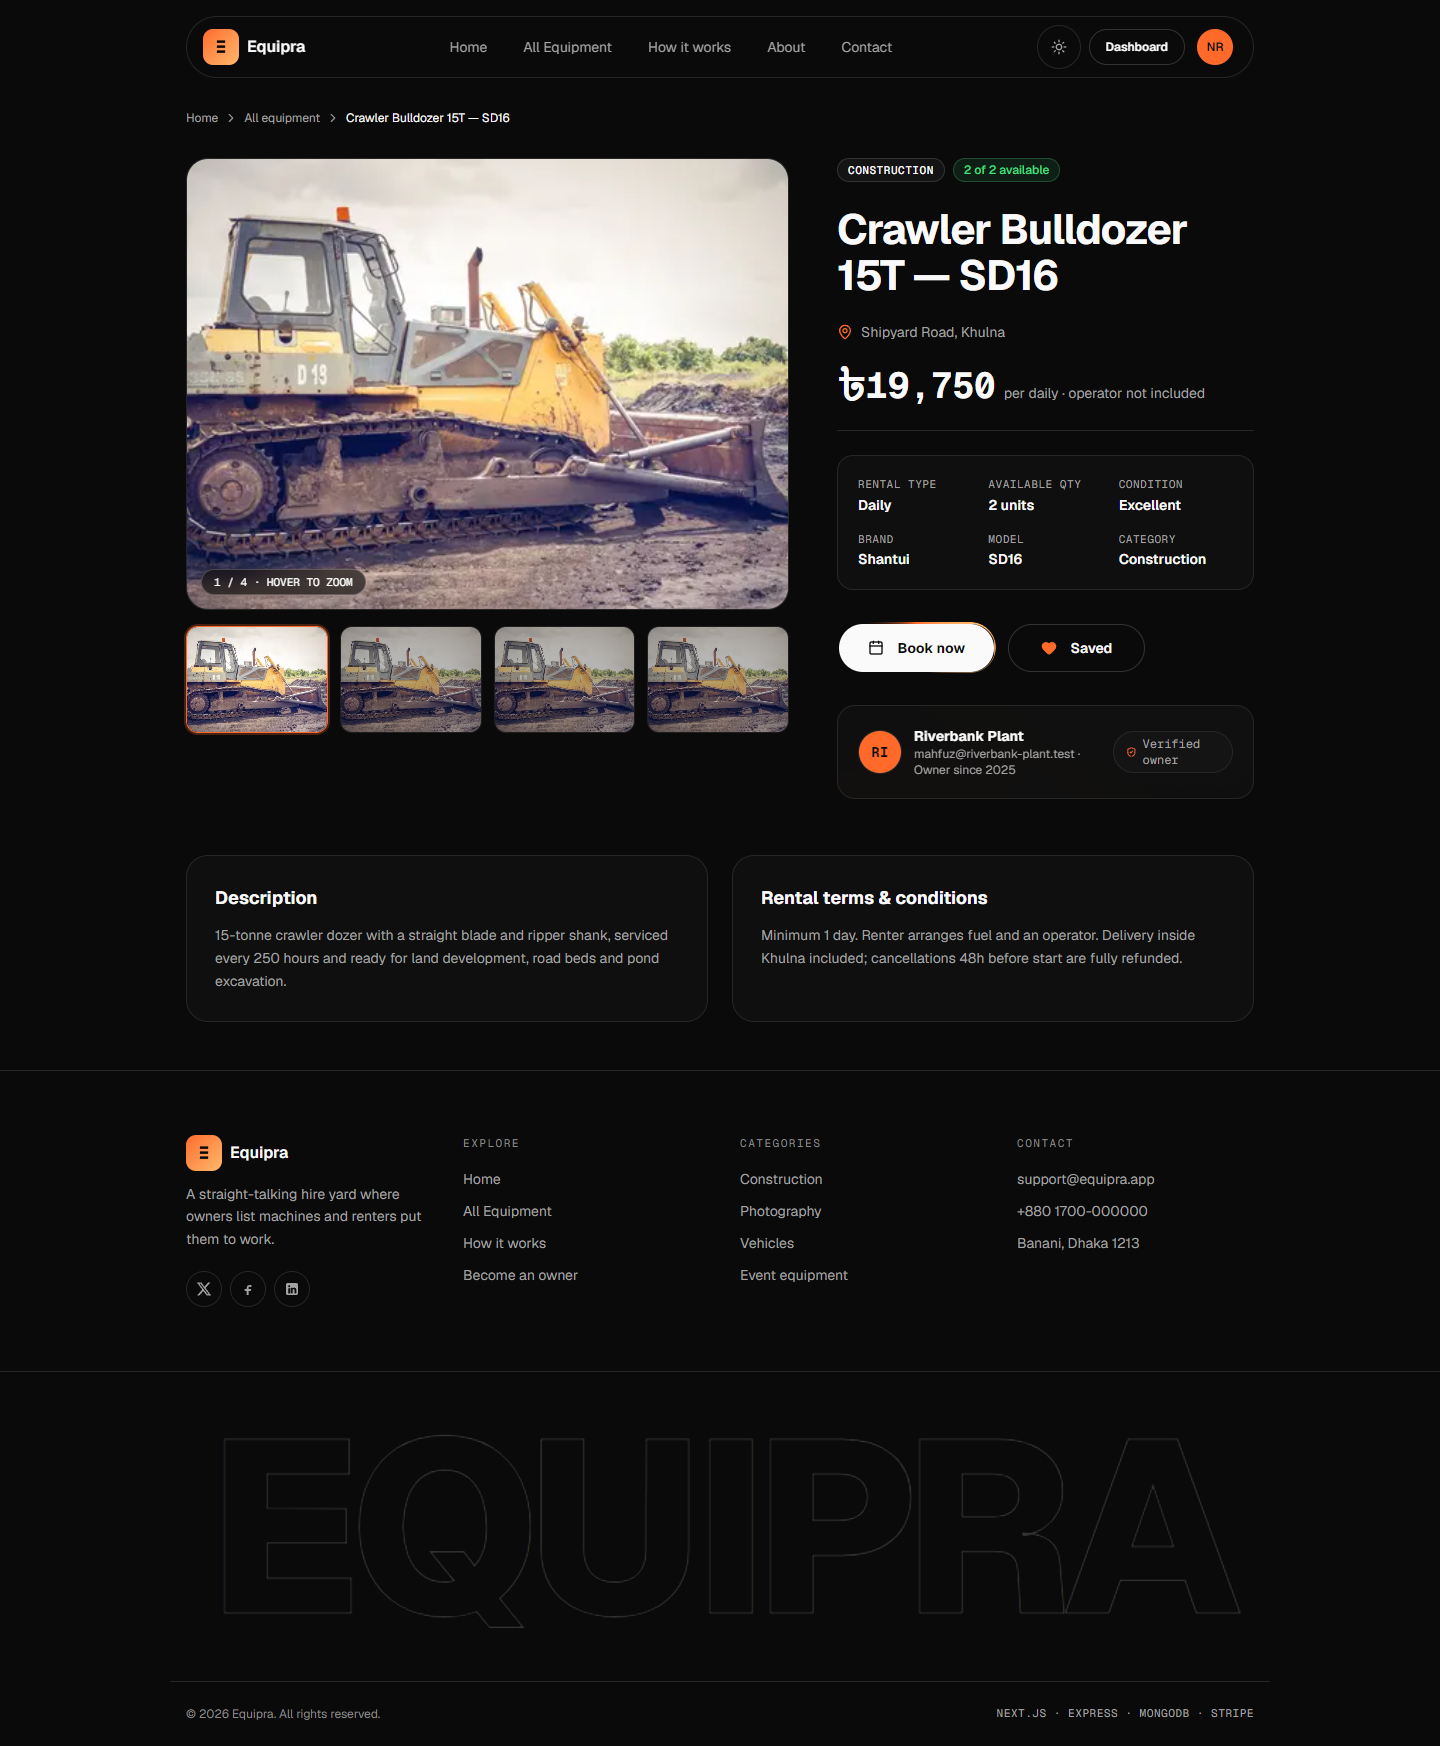 Equipra
Home
All Equipment
How it works
About
Contact
Dashboard
NR
Home > All equipment > Crawler Bulldozer 15T — SD16
D 13
1 / 4 · HOVER TO ZOOM
CONSTRUCTION
2 of 2 available
Crawler Bulldozer
15T — SD16
Shipyard Road, Khulna
৳19,750 per daily · operator not included
RENTAL TYPE
Daily
AVAILABLE QTY
2 units
CONDITION
Excellent
BRAND
Shantui
MODEL
SD16
CATEGORY
Construction
Book now
Saved
RI
Riverbank Plant
mahfuz@riverbank-plant.test ·
Owner since 2025
Verified
owner
Description
15-tonne crawler dozer with a straight blade and ripper shank, serviced
every 250 hours and ready for land development, road beds and pond
excavation.
Rental terms & conditions
Minimum 1 day. Renter arranges fuel and an operator. Delivery inside
Khulna included; cancellations 48h before start are fully refunded.
Equipra
A straight-talking hire yard where
owners list machines and renters put
them to work.
EXPLORE
Home
All Equipment
How it works
Become an owner
CATEGORIES
Construction
Photography
Vehicles
Event equipment
CONTACT
support@equipra.app
+880 1700-000000
Banani, Dhaka 1213
EQUIPRA
© 2026 Equipra. All rights reserved.
NEXT.JS · EXPRESS · MONGODB · STRIPE